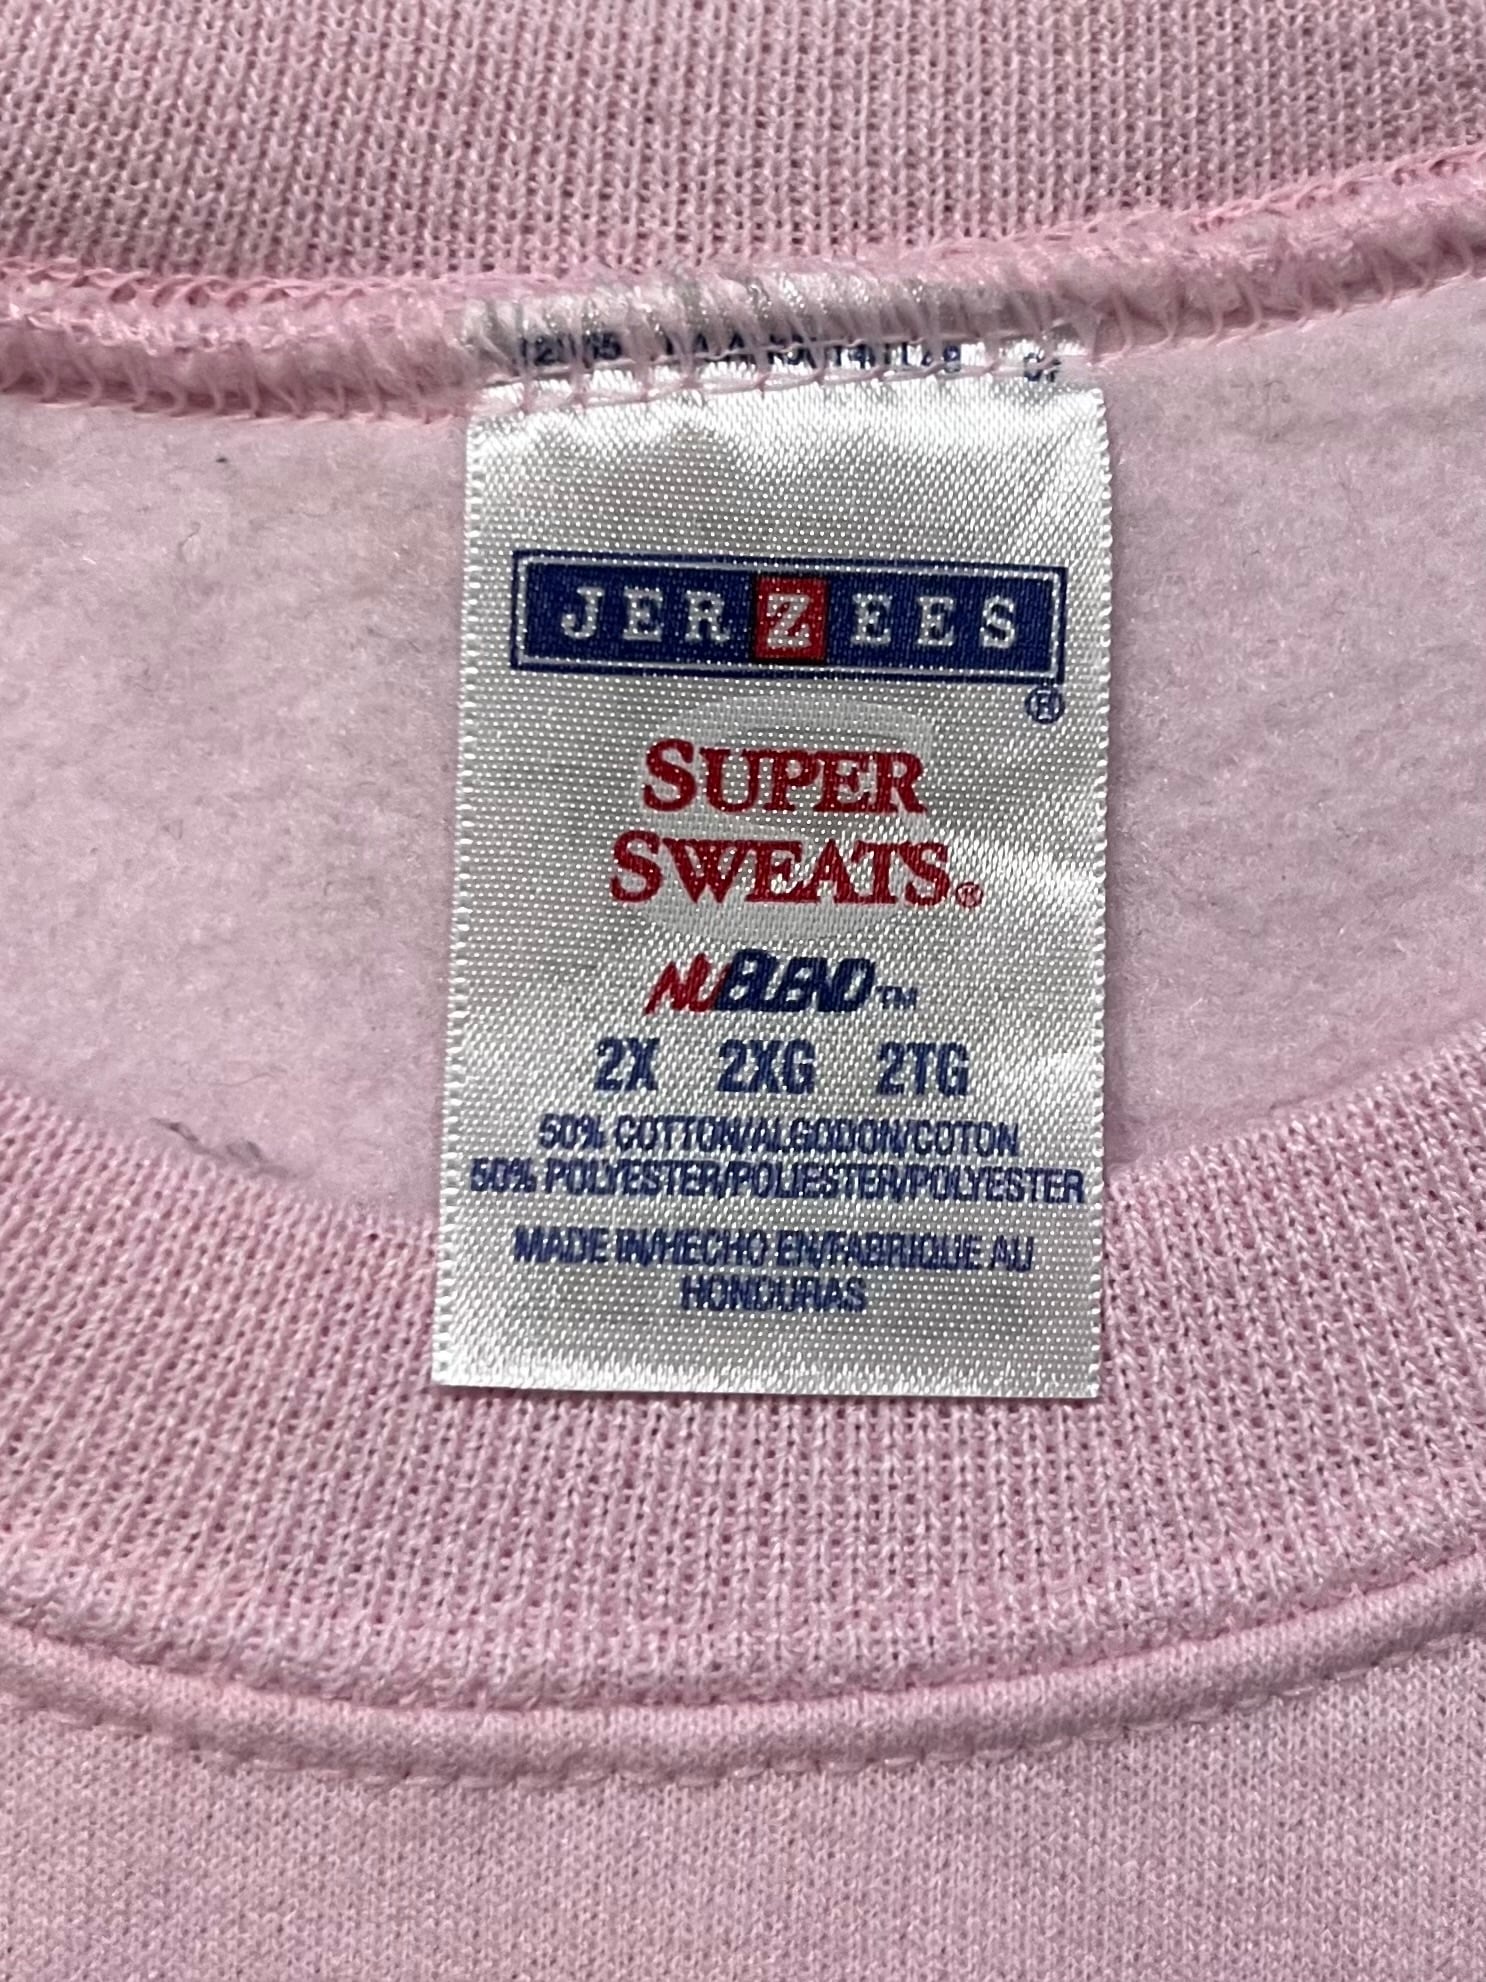 JERZEES®
SUPER
SWEATS®
NUBLEND™
2X 2XG 2TG
50% COTTON/ALGODON/COTON
50% POLYESTER/POLIESTER/POLYESTER
MADE IN/HECHO EN/FABRIQUE AU
HONDURAS